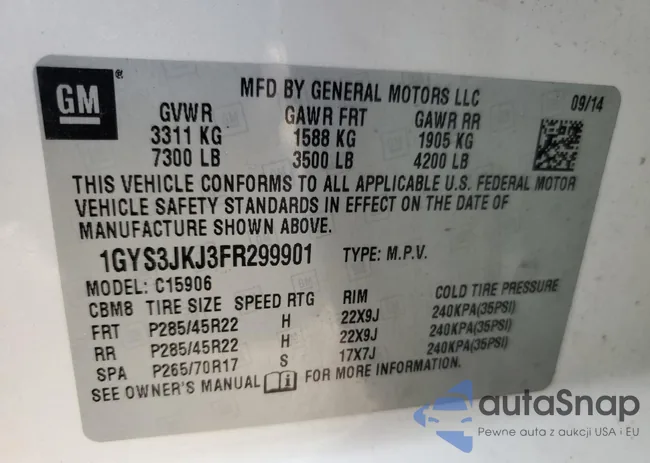 GM®
MFD BY GENERAL MOTORS LLC
09/14
GVWR GAWR FRT GAWR RR
3311 KG 1588 KG 1905 KG
7300 LB 3500 LB 4200 LB
THIS VEHICLE CONFORMS TO ALL APPLICABLE U.S. FEDERAL MOTOR
VEHICLE SAFETY STANDARDS IN EFFECT ON THE DATE OF
MANUFACTURE SHOWN ABOVE.
1GYS3JKJ3FR299901 TYPE: M.P.V.
MODEL: C15906
CBM8 TIRE SIZE SPEED RTG RIM COLD TIRE PRESSURE
FRT P285/45R22 H 22X9J 240KPA(35PSI)
RR P285/45R22 H 22X9J 240KPA(35PSI)
SPA P265/70R17 S 17X7J 240KPA(35PSI)
SEE OWNER'S MANUAL FOR MORE INFORMATION.
autoSnap
Pewne auta z aukcji USA i EU